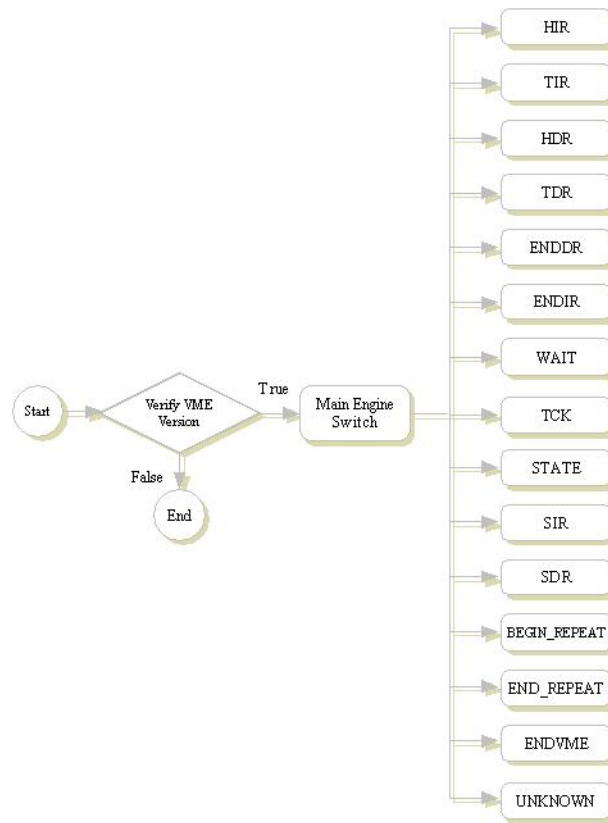 HIR
TIR
HDR
TDR
ENDDR
ENDIR
WAIT
Start
Verify VME
Version
True
Main Engine
Switch
TCK
STATE
False
End
SIR
SDR
BEGIN_REPEAT
END_REPEAT
ENDVME
UNKNOWN